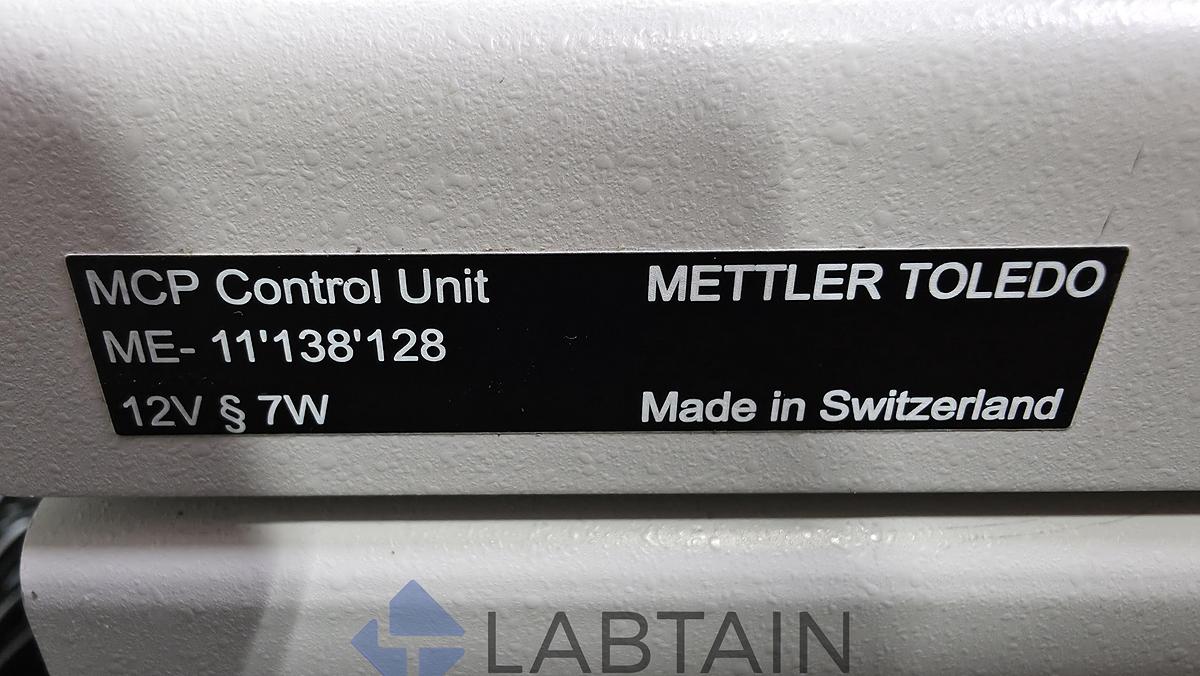 MCP Control Unit METTLER TOLEDO
ME- 11'138'128
12V § 7W Made in Switzerland
LABTAIN